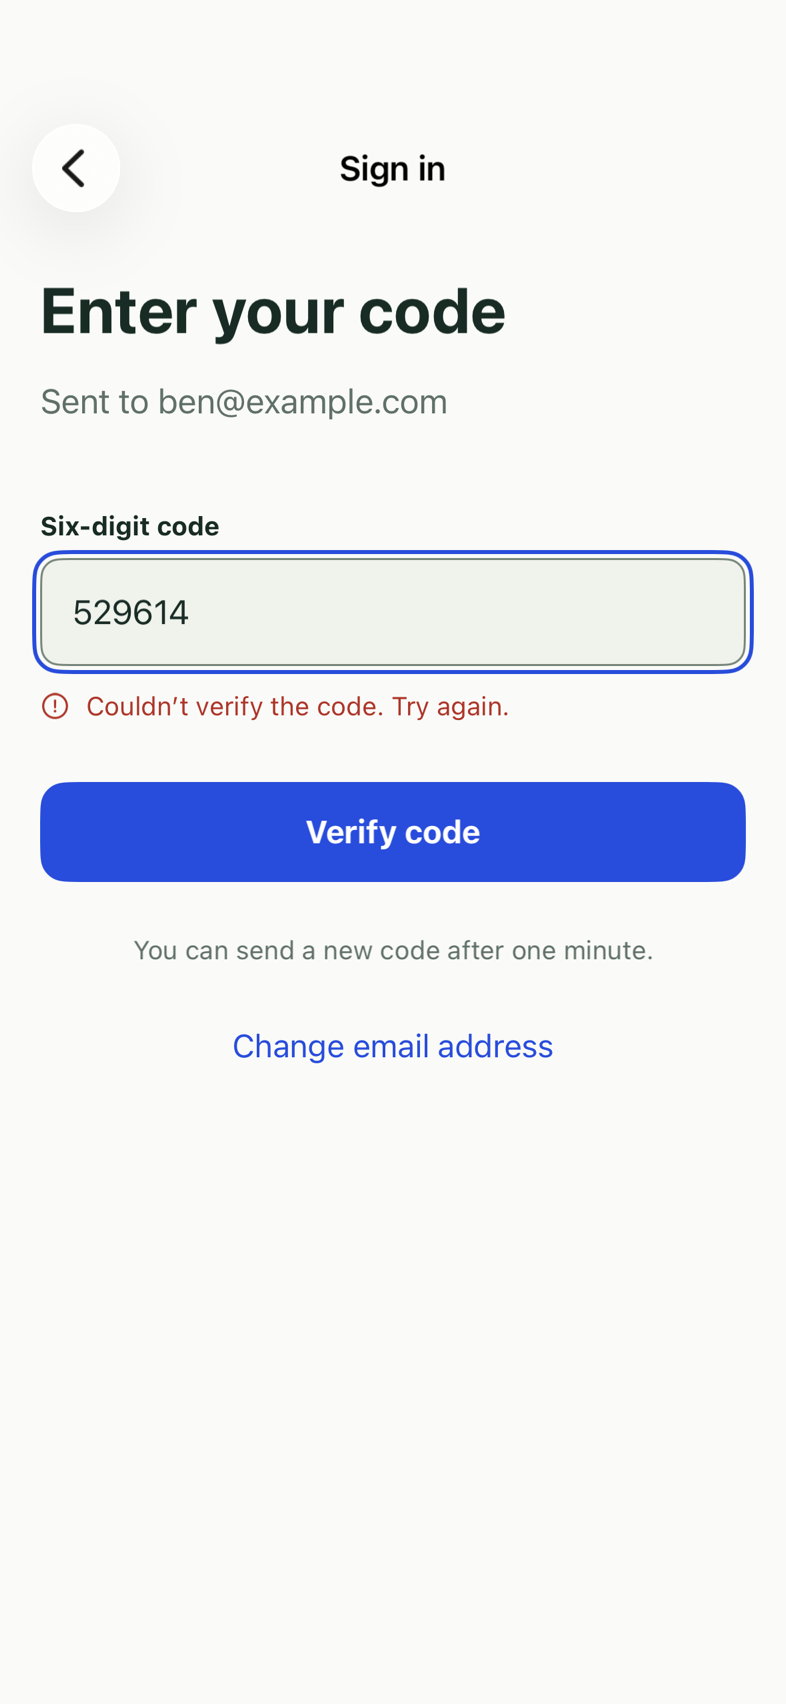 Sign in
Enter your code
Sent to ben@example.com
Six-digit code
529614
Couldn’t verify the code. Try again.
Verify code
You can send a new code after one minute.
Change email address